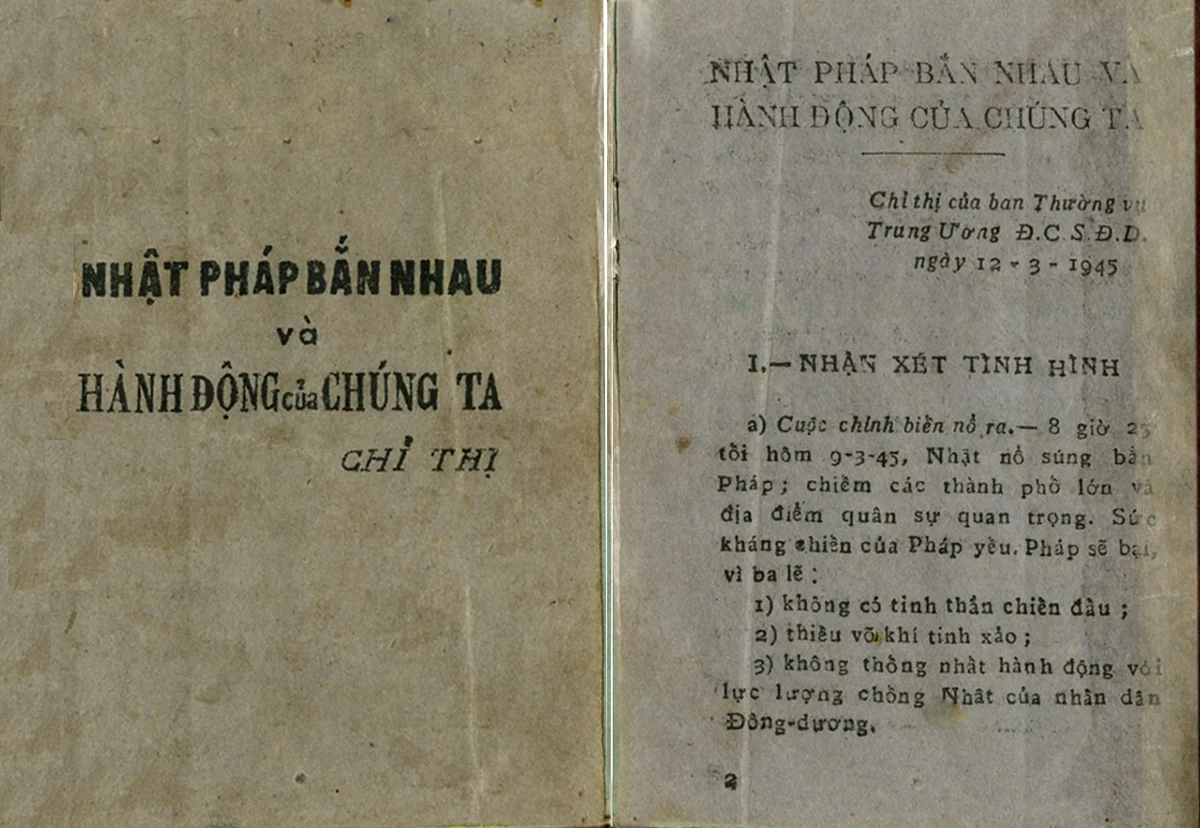 NHẬT PHÁP BẮN NHAU
và
HÀNH ĐỘNG của CHÚNG TA
CHỈ THỊ
NHẬT PHÁP BẮN NHAU VÀ
HÀNH ĐỘNG CỦA CHÚNG TA
Chỉ thị của ban Thường vụ
Trung Ương Đ.C.S.Đ.D.
ngày 12 - 3 - 1945
I.— NHẬN XÉT TÌNH HÌNH
a) Cuộc chính biến nổ ra.— 8 giờ 25
tối hôm 9-3-45, Nhật nổ súng bắn
Pháp ; chiếm các thành phố lớn và
địa điểm quân sự quan trọng. Sức
kháng chiến của Pháp yếu. Pháp sẽ bại,
vì ba lẽ :
1) không có tinh thần chiến đấu ;
2) thiếu võ khí tinh xảo ;
3) không thống nhất hành động với
lực lượng chống Nhật của nhân dân
Đông-dương.
2